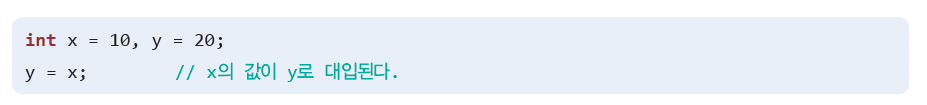 int x = 10, y = 20;
y = x; // x의 값이 y로 대입된다.